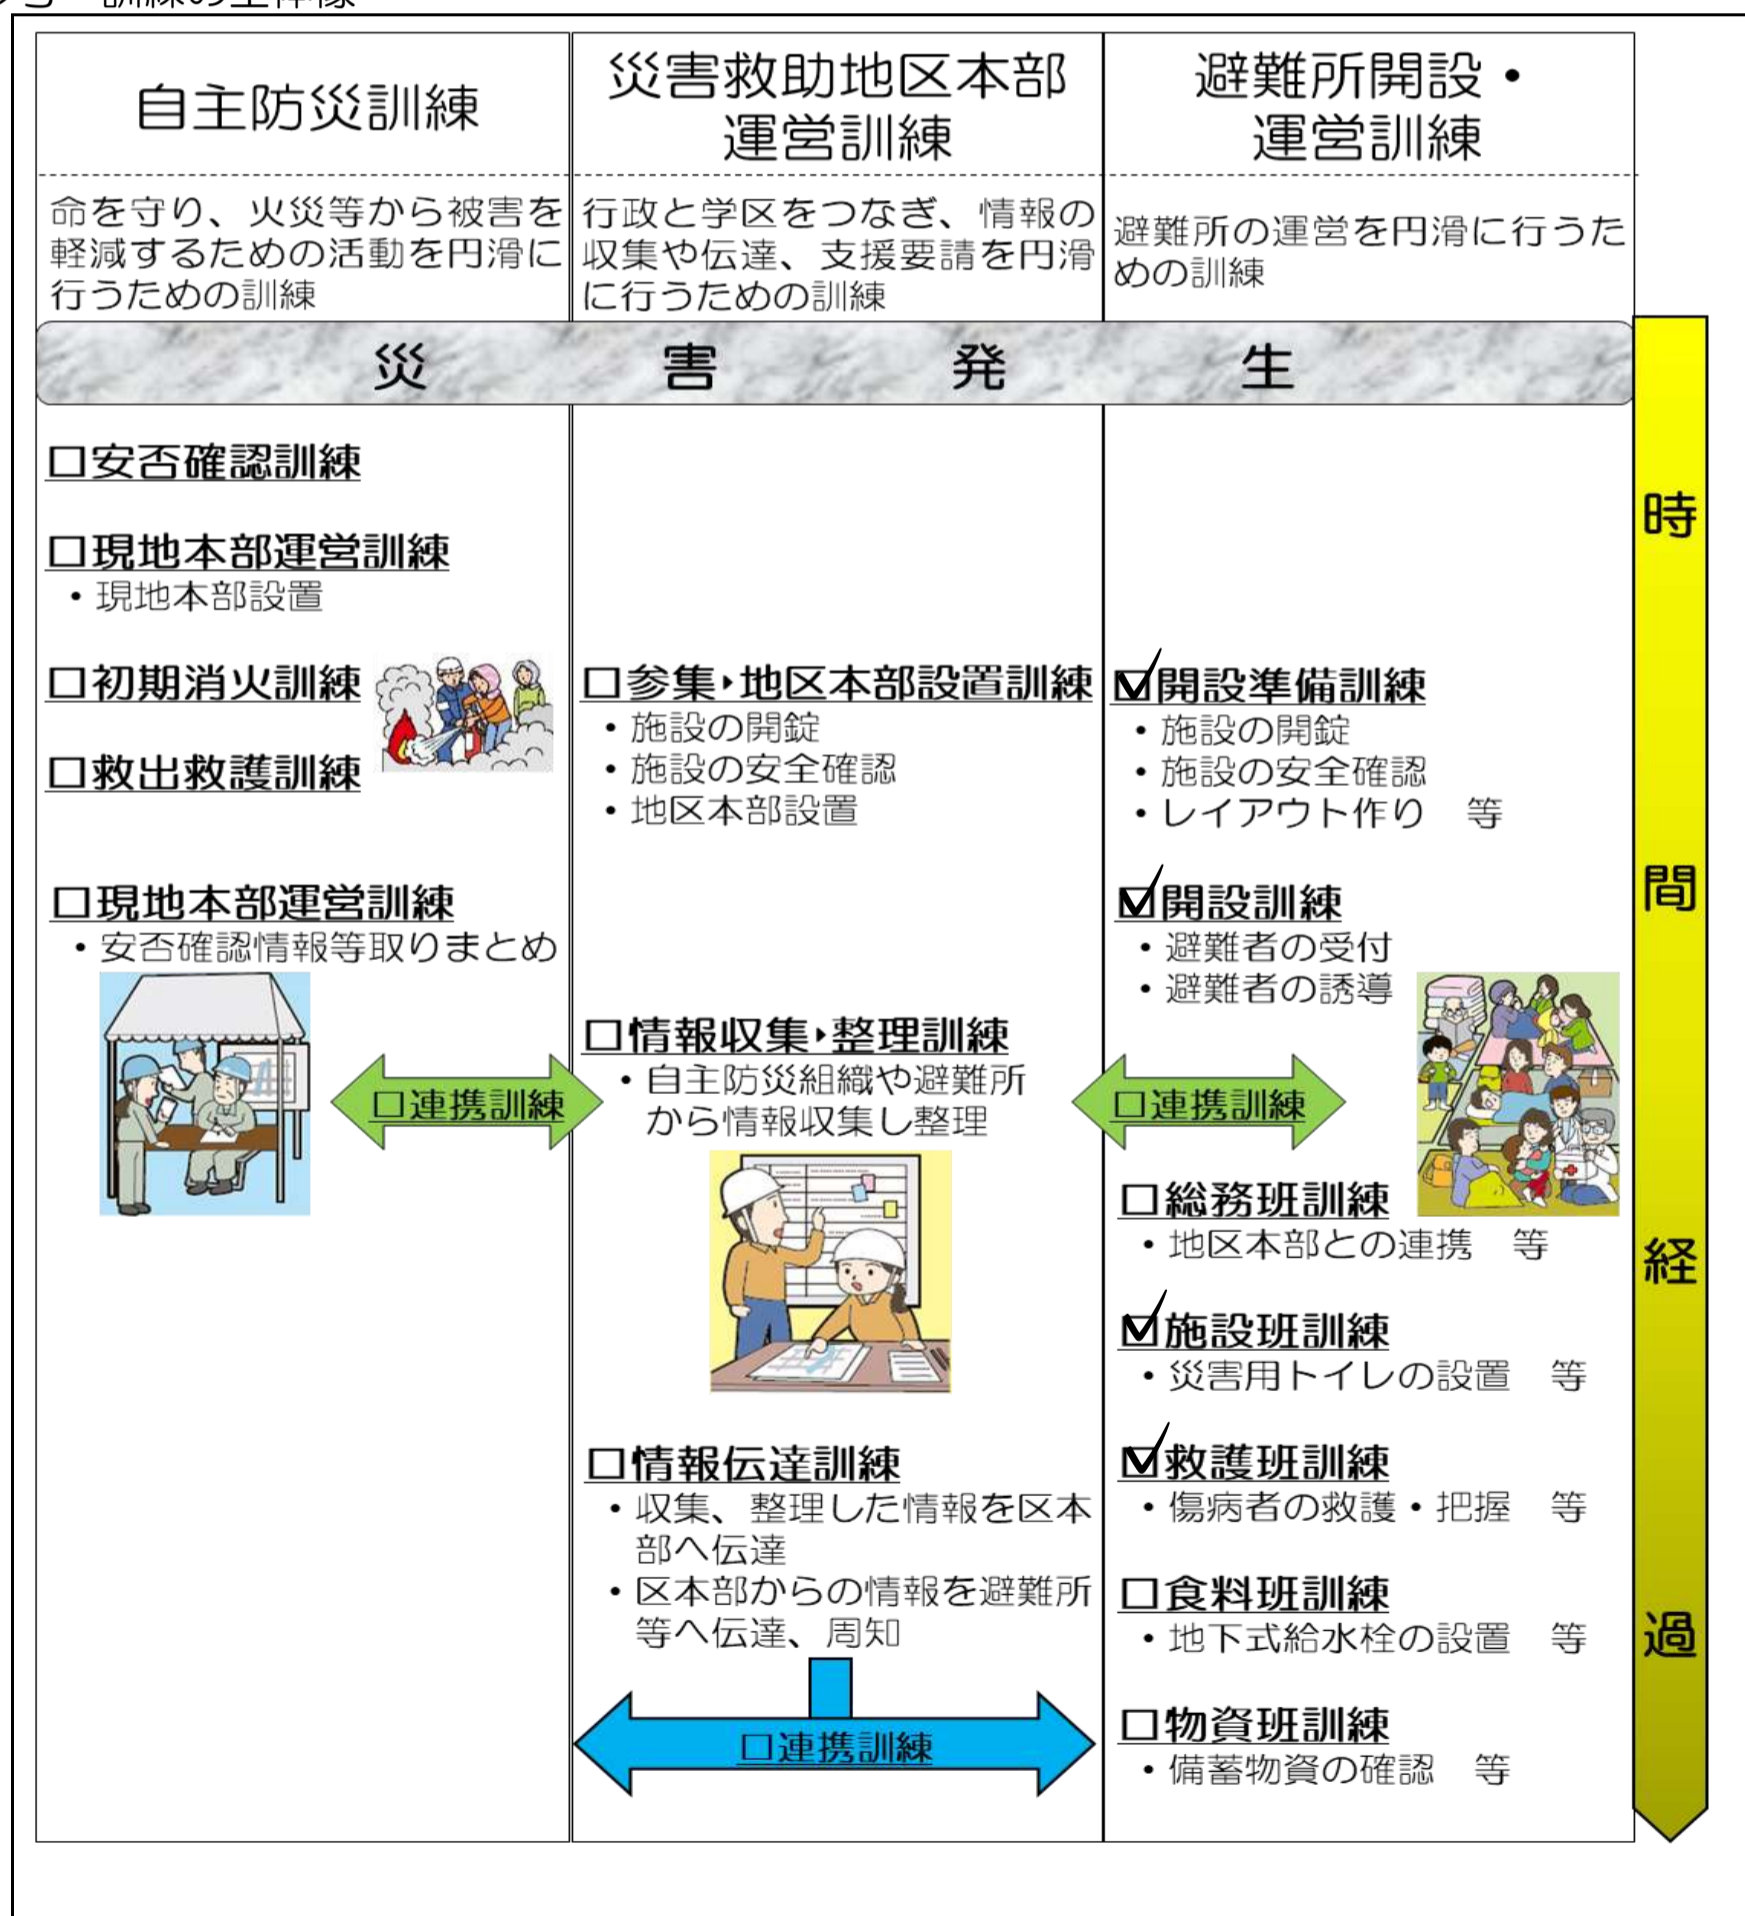 訓練の全体像
自主防災訓練
命を守り、火災等から被害を
軽減するための活動を円滑に
行うための訓練
災害救助地区本部
運営訓練
行政と学区をつなぎ、情報の
収集や伝達、支援要請を円滑
に行うための訓練
避難所開設・
運営訓練
避難所の運営を円滑に行うた
めの訓練
災 害 発 生
□安否確認訓練
□現地本部運営訓練
・現地本部設置
□初期消火訓練
□救出救護訓練
□現地本部運営訓練
・安否確認情報等取りまとめ
□連携訓練
□参集・地区本部設置訓練
・施設の開錠
・施設の安全確認
・地区本部設置
□情報収集・整理訓練
・自主防災組織や避難所
から情報収集し整理
□情報伝達訓練
・収集、整理した情報を区本
部へ伝達
・区本部からの情報を避難所
等へ伝達、周知
□連携訓練
☑開設準備訓練
・施設の開錠
・施設の安全確認
・レイアウト作り 等
☑開設訓練
・避難者の受付
・避難者の誘導
□連携訓練
□総務班訓練
・地区本部との連携 等
☑施設班訓練
・災害用トイレの設置 等
☑救護班訓練
・傷病者の救護・把握 等
□食料班訓練
・地下式給水栓の設置 等
□物資班訓練
・備蓄物資の確認 等
時間経過